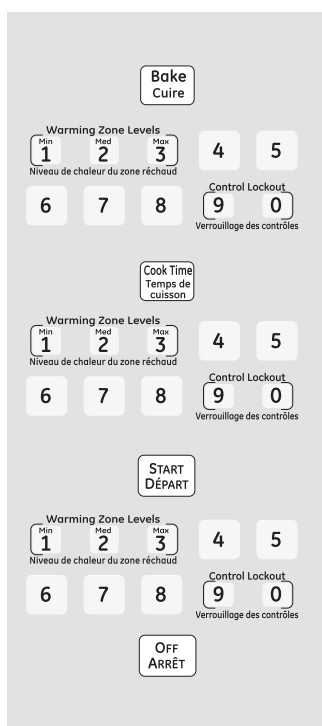 Bake
Cuire
Warming Zone Levels
Min Med Max
1 2 3 4 5
Niveau de chaleur du zone réchaud
Control Lockout
6 7 8 9 0
Verrouillage des contrôles
Cook Time
Temps de
cuisson
Warming Zone Levels
Min Med Max
1 2 3 4 5
Niveau de chaleur du zone réchaud
Control Lockout
6 7 8 9 0
Verrouillage des contrôles
START
DÉPART
Warming Zone Levels
Min Med Max
1 2 3 4 5
Niveau de chaleur du zone réchaud
Control Lockout
6 7 8 9 0
Verrouillage des contrôles
OFF
ARRÊT